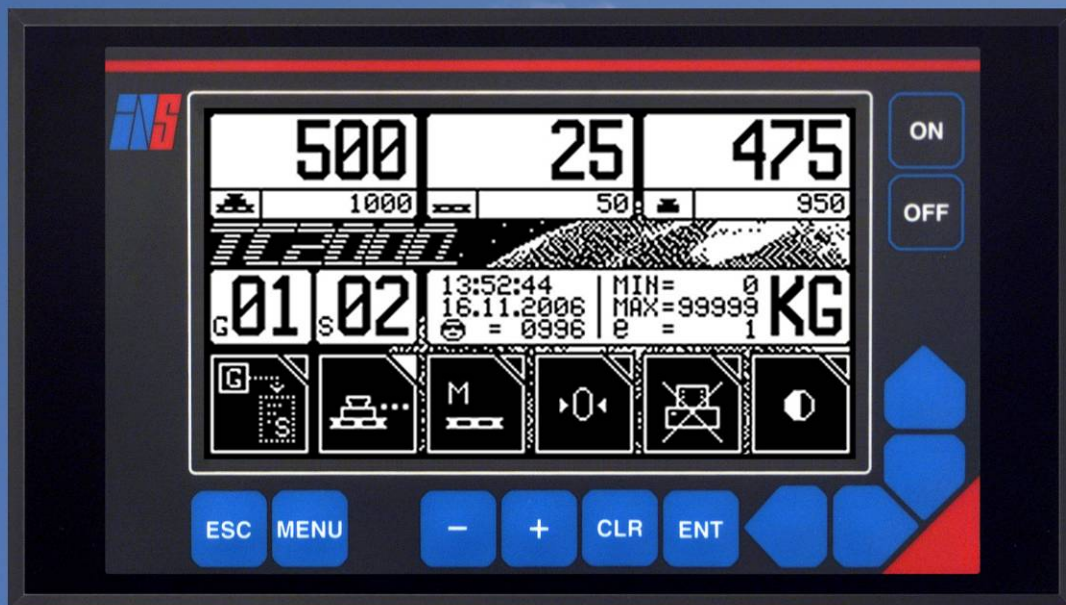 iNS
500 25 475
1000 50 950
TC2000
G01 S02
13:52:44
16.11.2006
= 0996
MIN= 0
MAX=99999
e = 1
KG
G
S
M
0
ON
OFF
ESC MENU - + CLR ENT